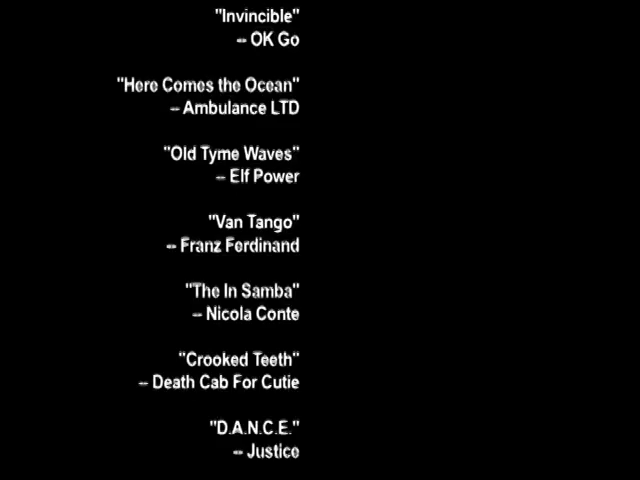 "Invincible"
-- OK Go
"Here Comes the Ocean"
-- Ambulance LTD
"Old Tyme Waves"
-- Elf Power
"Van Tango"
-- Franz Ferdinand
"The In Samba"
-- Nicola Conte
"Crooked Teeth"
-- Death Cab For Cutie
"D.A.N.C.E."
-- Justice